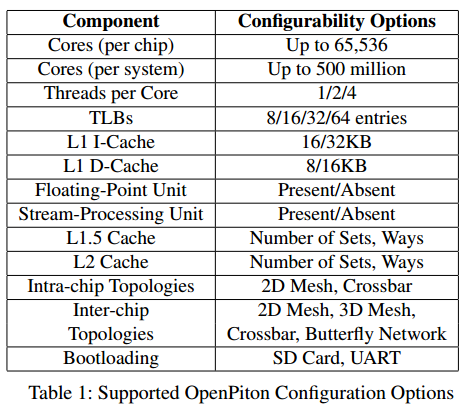 Component Configurability Options
Cores (per chip) Up to 65,536
Cores (per system) Up to 500 million
Threads per Core 1/2/4
TLBs 8/16/32/64 entries
L1 I-Cache 16/32KB
L1 D-Cache 8/16KB
Floating-Point Unit Present/Absent
Stream-Processing Unit Present/Absent
L1.5 Cache Number of Sets, Ways
L2 Cache Number of Sets, Ways
Intra-chip Topologies 2D Mesh, Crossbar
Inter-chip 2D Mesh, 3D Mesh,
Topologies Crossbar, Butterfly Network
Bootloading SD Card, UART
Table 1: Supported OpenPiton Configuration Options